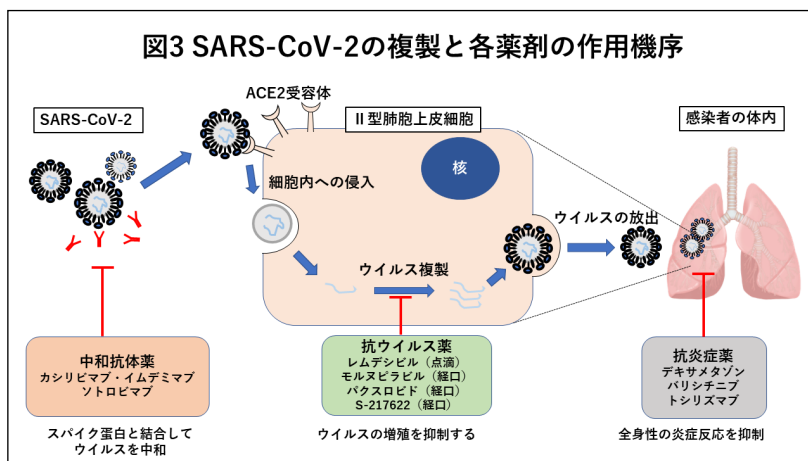 図3 SARS-CoV-2の複製と各薬剤の作用機序
SARS-CoV-2
ACE2受容体
Ⅱ型肺胞上皮細胞
感染者の体内
核
細胞内への侵入
ウイルスの放出
ウイルス複製
中和抗体薬
カシリビマブ・イムデミマブ
ソトロビマブ
スパイク蛋白と結合して
ウイルスを中和
抗ウイルス薬
レムデシビル（点滴）
モルヌピラビル（経口）
パクスロビド（経口）
S-217622（経口）
ウイルスの増殖を抑制する
抗炎症薬
デキサメタゾン
バリシチニブ
トシリズマブ
全身性の炎症反応を抑制